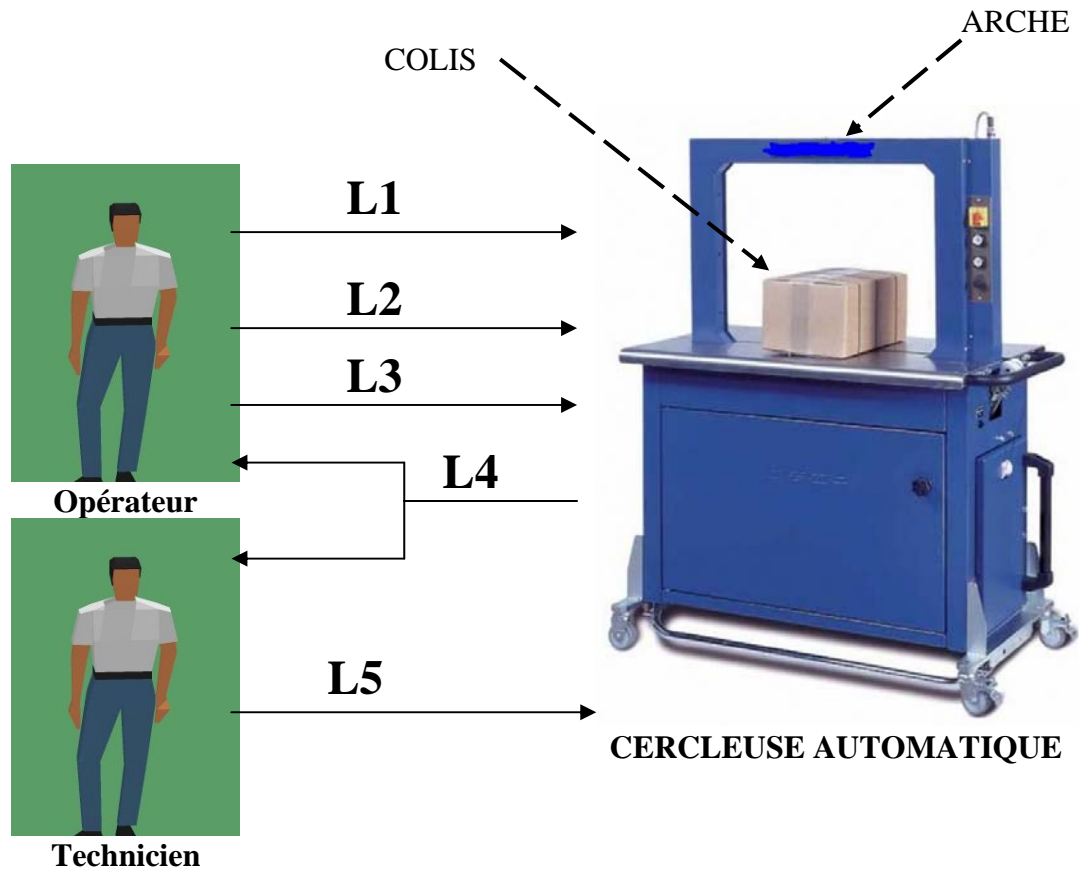 ARCHE
COLIS
L1
L2
L3
L4
Opérateur
L5
CERCLEUSE AUTOMATIQUE
Technicien